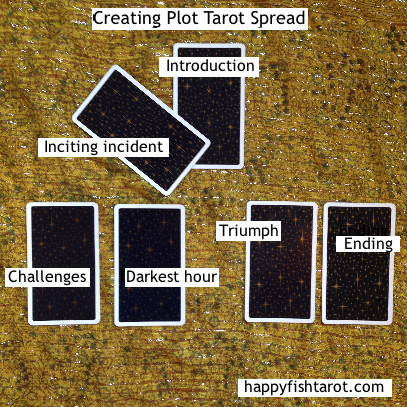 Creating Plot Tarot Spread
Introduction
Inciting incident
Triumph
Ending
Challenges
Darkest hour
happyfishtarot.com